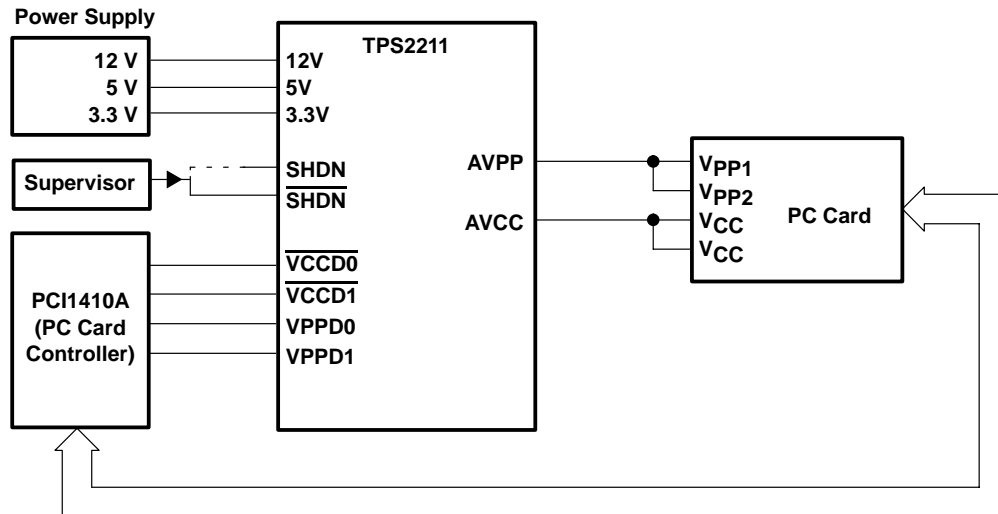 Power Supply
12 V
5 V
3.3 V
Supervisor
PCI1410A
(PC Card
Controller)
TPS2211
12V
5V
3.3V
SHDN
SHDN
VCCD0
VCCD1
VPPD0
VPPD1
AVPP
AVCC
VPP1
VPP2
VCC
VCC
PC Card